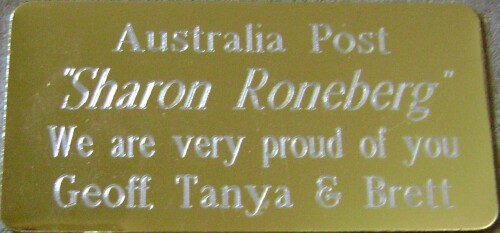 Australia Post
"Sharon Roneberg"
We are very proud of you
Geoff, Tanya & Brett